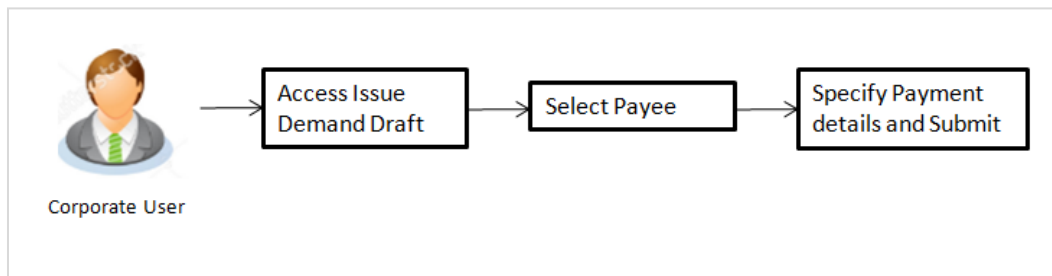 Access Issue
Demand Draft
Select Payee
Specify Payment
details and Submit
Corporate User